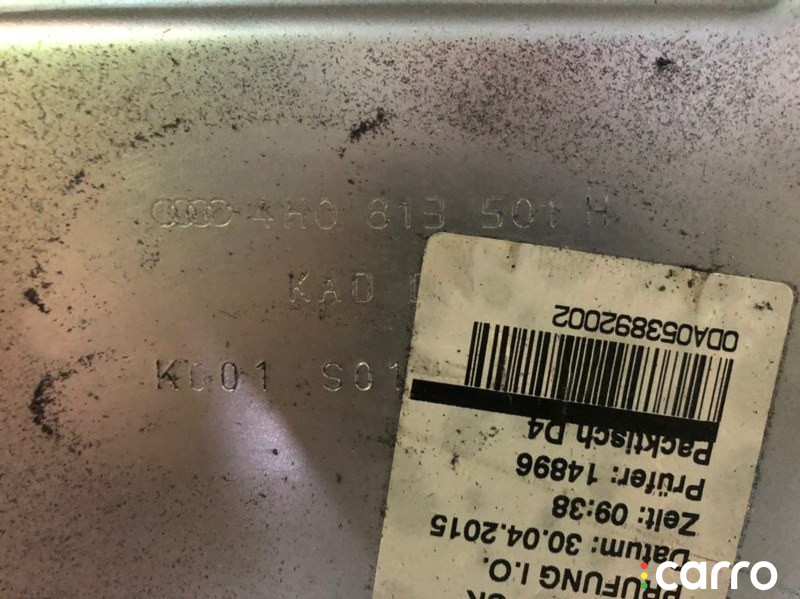 4H0 813 501 H
KAD
K001 S01
PRÜFUNG I.O.
Datum: 30.04.2015
Zeit: 09:38
Prüfer: 14896
Packtisch D4
0DA053892002
carro